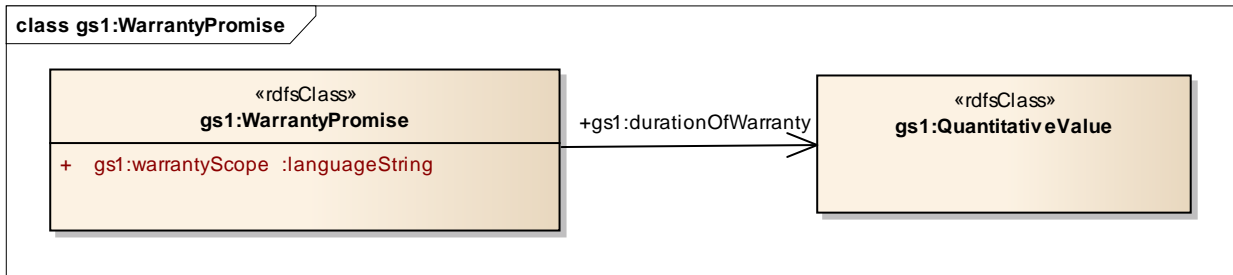 class gs1:WarrantyPromise
«rdfsClass»
gs1:WarrantyPromise
+ gs1:warrantyScope :languageString
+gs1:durationOfWarranty
«rdfsClass»
gs1:QuantitativeValue